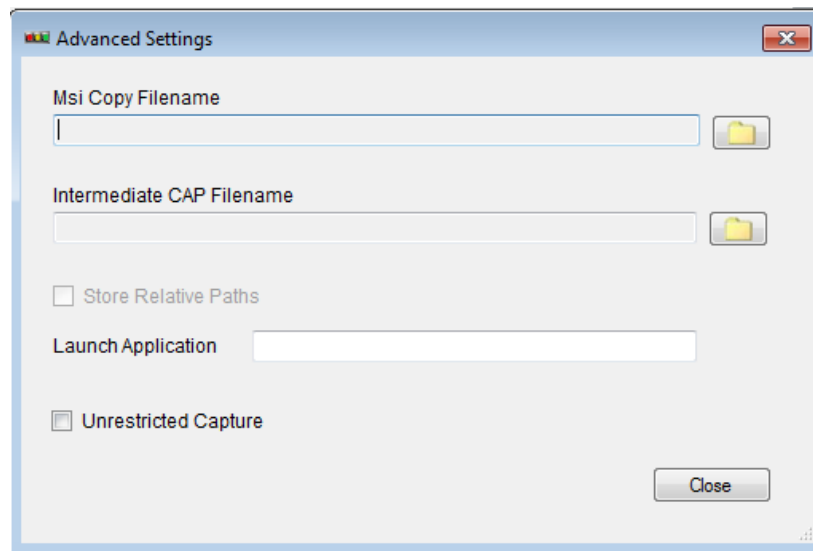 Advanced Settings
Msi Copy Filename
Intermediate CAP Filename
Store Relative Paths
Launch Application
Unrestricted Capture
Close